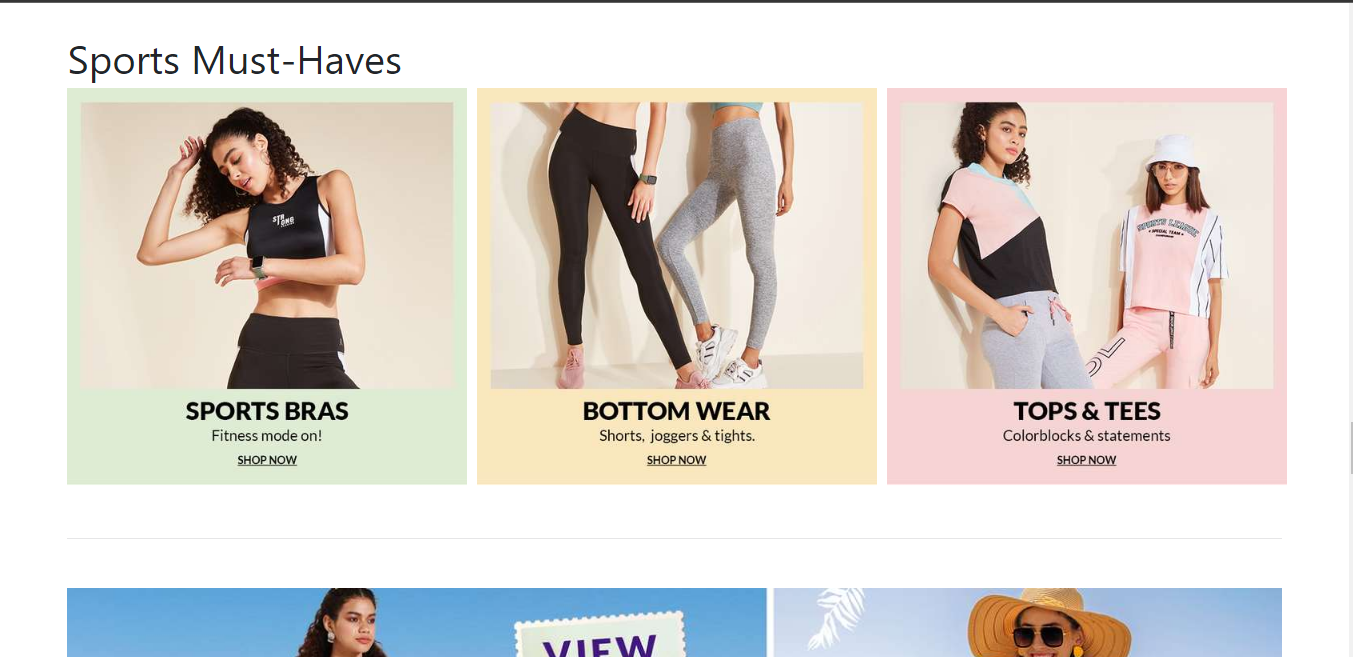 Sports Must-Haves
STR
ONG
SPORTS LEAGUE
SPECIAL TEAM
SPORTS BRAS
Fitness mode on!
SHOP NOW
BOTTOM WEAR
Shorts, joggers & tights.
SHOP NOW
TOPS & TEES
Colorblocks & statements
SHOP NOW
VIEW